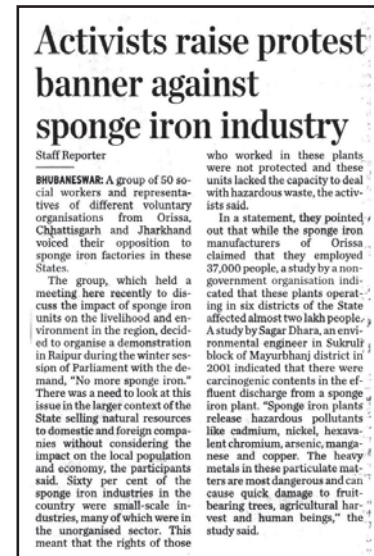 Activists raise protest
banner against
sponge iron industry
Staff Reporter
BHUBANESWAR: A group of 50 so-
cial workers and representa-
tives of different voluntary
organisations from Orissa,
Chhattisgarh and Jharkhand
voiced their opposition to
sponge iron factories in these
States.
The group, which held a
meeting here recently to dis-
cuss the impact of sponge iron
units on the livelihood and en-
vironment in the region, decid-
ed to organise a demonstration
in Raipur during the winter ses-
sion of Parliament with the de-
mand, "No more sponge iron."
There was a need to look at this
issue in the larger context of the
State selling natural resources
to domestic and foreign compa-
nies without considering the
impact on the local population
and economy, the participants
said. Sixty per cent of the
sponge iron industries in the
country were small-scale in-
dustries, many of which were in
the unorganised sector. This
meant that the rights of those
who worked in these plants
were not protected and these
units lacked the capacity to deal
with hazardous waste, the activ-
ists said.
In a statement, they pointed
out that while the sponge iron
manufacturers of Orissa
claimed that they employed
37,000 people, a study by a non-
government organisation indi-
cated that these plants operat-
ing in six districts of the State
affected almost two lakh people.
A study by Sagar Dhara, an envi-
ronmental engineer in Sukruli
block of Mayurbhanj district in
2001 indicated that there were
carcinogenic contents in the ef-
fluent discharge from a sponge
iron plant. "Sponge iron plants
release hazardous pollutants
like cadmium, nickel, hexava-
lent chromium, arsenic, manga-
nese and copper. The heavy
metals in these particulate mat-
ters are most dangerous and can
cause quick damage to fruit-
bearing trees, agricultural har-
vest and human beings," the
study said.